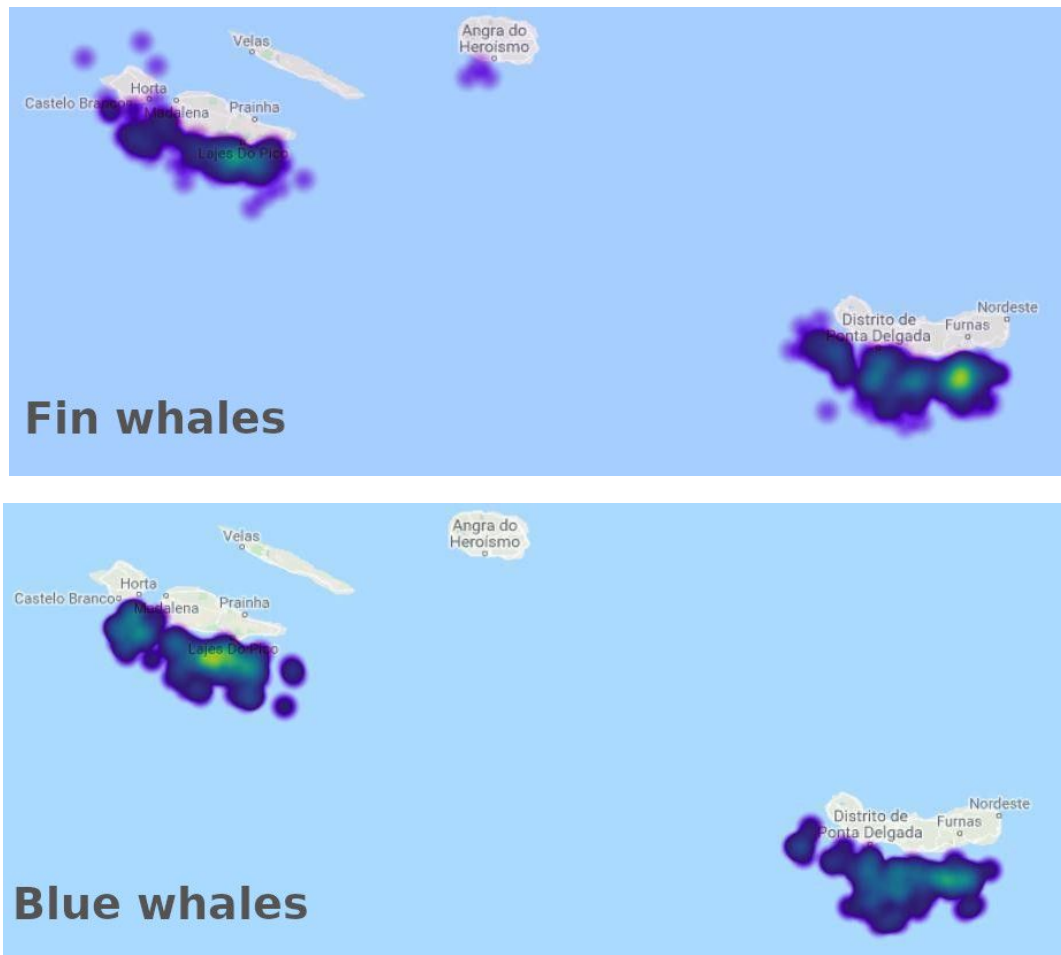 Angra do
Heroísmo
Velas
Horta
Castelo Branco
Madalena
Prainha
Lajes Do Pico
Nordeste
Distrito de
Ponta Delgada
Furnas
Fin whales
Angra do
Heroísmo
Velas
Horta
Castelo Branco
Madalena
Prainha
Lajes Do Pico
Nordeste
Distrito de
Ponta Delgada
Furnas
Blue whales